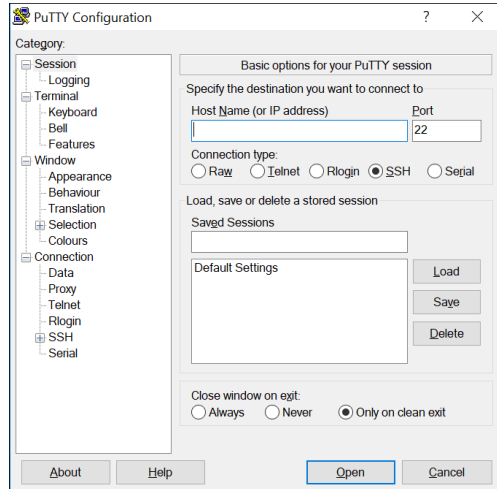 PuTTY Configuration
?
Category:
Session
Logging
Terminal
Keyboard
Bell
Features
Window
Appearance
Behaviour
Translation
Selection
Colours
Connection
Data
Proxy
Telnet
Rlogin
SSH
Serial
Basic options for your PuTTY session
Specify the destination you want to connect to
Host Name (or IP address) Port
22
Connection type:
Raw Telnet Rlogin SSH Serial
Load, save or delete a stored session
Saved Sessions
Default Settings
Load
Save
Delete
Close window on exit:
Always Never Only on clean exit
About Help Open Cancel